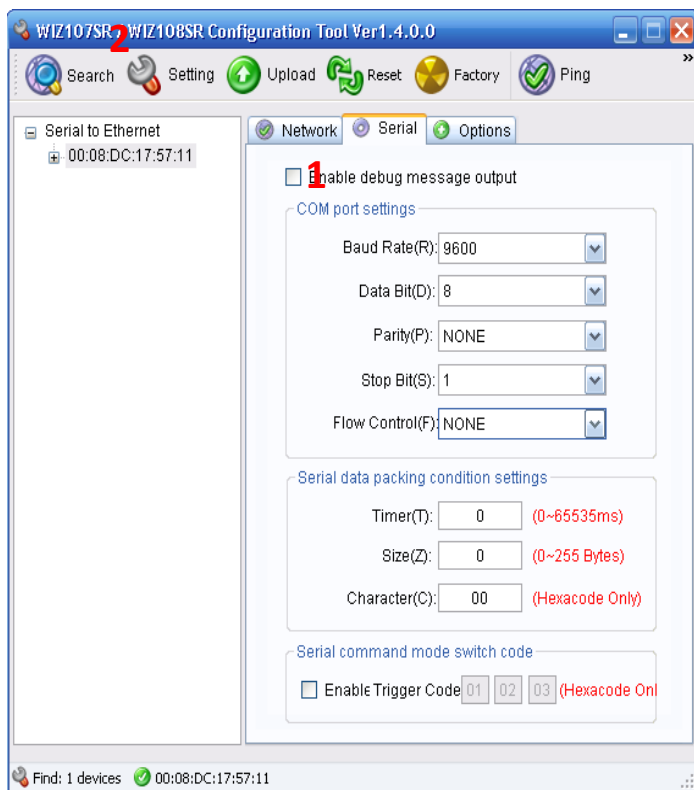 WIZ107SR / WIZ108SR Configuration Tool Ver1.4.0.0
2
Search Setting Upload Reset Factory Ping »
Serial to Ethernet
00:08:DC:17:57:11
Network Serial Options
1
Enable debug message output
COM port settings
Baud Rate(R): 9600
Data Bit(D): 8
Parity(P): NONE
Stop Bit(S): 1
Flow Control(F): NONE
Serial data packing condition settings
Timer(T): 0 (0~65535ms)
Size(Z): 0 (0~255 Bytes)
Character(C): 00 (Hexacode Only)
Serial command mode switch code
Enable Trigger Code 01 02 03 (Hexacode Onl
Find: 1 devices 00:08:DC:17:57:11